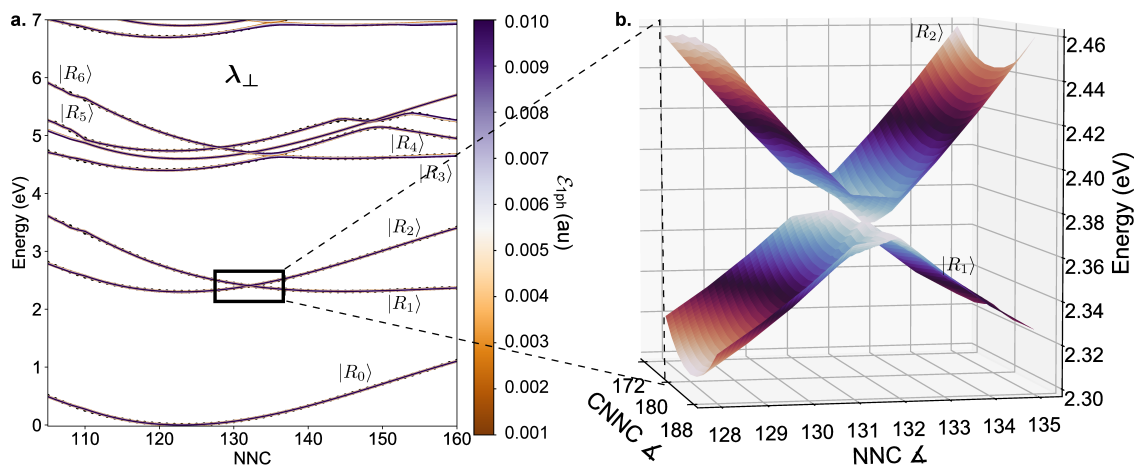 a.
7
6
5
4
3
2
1
0
Energy (eV)
110
120
130
140
150
160
NNC
λ⊥
|R₆⟩
|R₅⟩
|R₄⟩
|R₃⟩
|R₂⟩
|R₁⟩
|R₀⟩
0.010
0.009
0.008
0.007
0.006
0.005
0.004
0.003
0.002
0.001
ℰ₁ₚₕ (au)
b.
|R₂⟩
|R₁⟩
2.46
2.44
2.42
2.40
2.38
2.36
2.34
2.32
2.30
Energy (eV)
172
180
188
CNNC ∡
128
129
130
131
132
133
134
135
NNC ∡